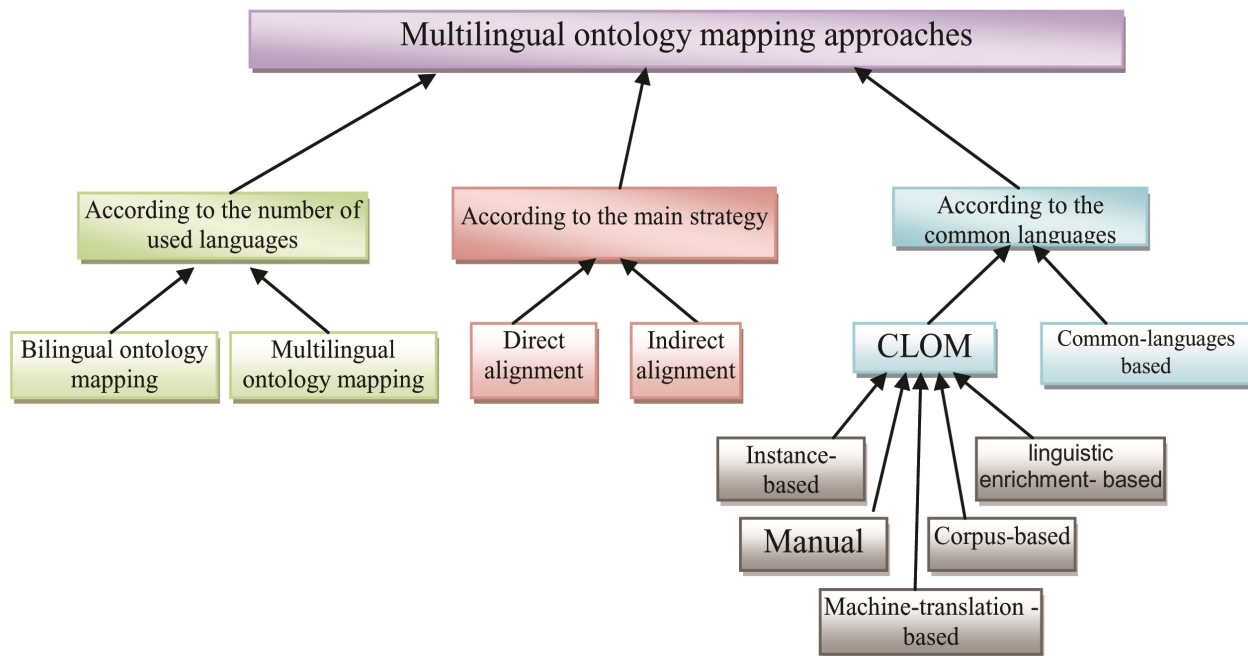 Multilingual ontology mapping approaches
According to the number of
used languages
According to the main strategy
According to the
common languages
Bilingual ontology
mapping
Multilingual
ontology mapping
Direct
alignment
Indirect
alignment
CLOM
Common-languages
based
Instance-
based
linguistic
enrichment- based
Manual
Corpus-based
Machine-translation -
based